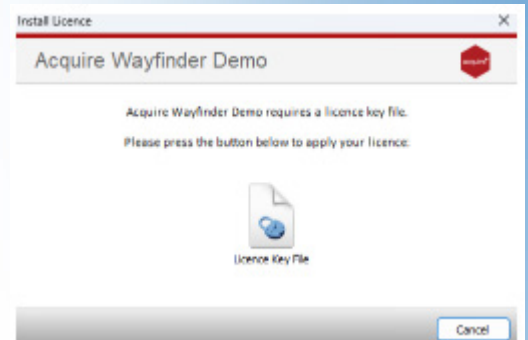 Install Licence
Acquire Wayfinder Demo
acquire
Acquire Wayfinder Demo requires a licence key file.
Please press the button below to apply your licence:
Licence Key File
Cancel